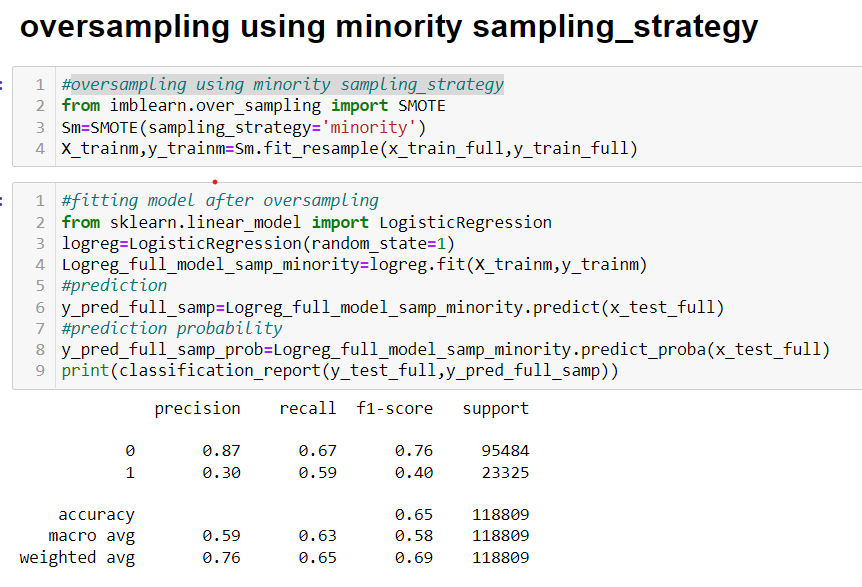 oversampling using minority sampling_strategy
1 #oversampling using minority sampling_strategy
2 from imblearn.over_sampling import SMOTE
3 Sm=SMOTE(sampling_strategy='minority')
4 X_trainm,y_trainm=Sm.fit_resample(x_train_full,y_train_full)
1 #fitting model after oversampling
2 from sklearn.linear_model import LogisticRegression
3 logreg=LogisticRegression(random_state=1)
4 Logreg_full_model_samp_minority=logreg.fit(X_trainm,y_trainm)
5 #prediction
6 y_pred_full_samp=Logreg_full_model_samp_minority.predict(x_test_full)
7 #prediction probability
8 y_pred_full_samp_prob=Logreg_full_model_samp_minority.predict_proba(x_test_full)
9 print(classification_report(y_test_full,y_pred_full_samp))
precision recall f1-score support
0 0.87 0.67 0.76 95484
1 0.30 0.59 0.40 23325
accuracy 0.65 118809
macro avg 0.59 0.63 0.58 118809
weighted avg 0.76 0.65 0.69 118809